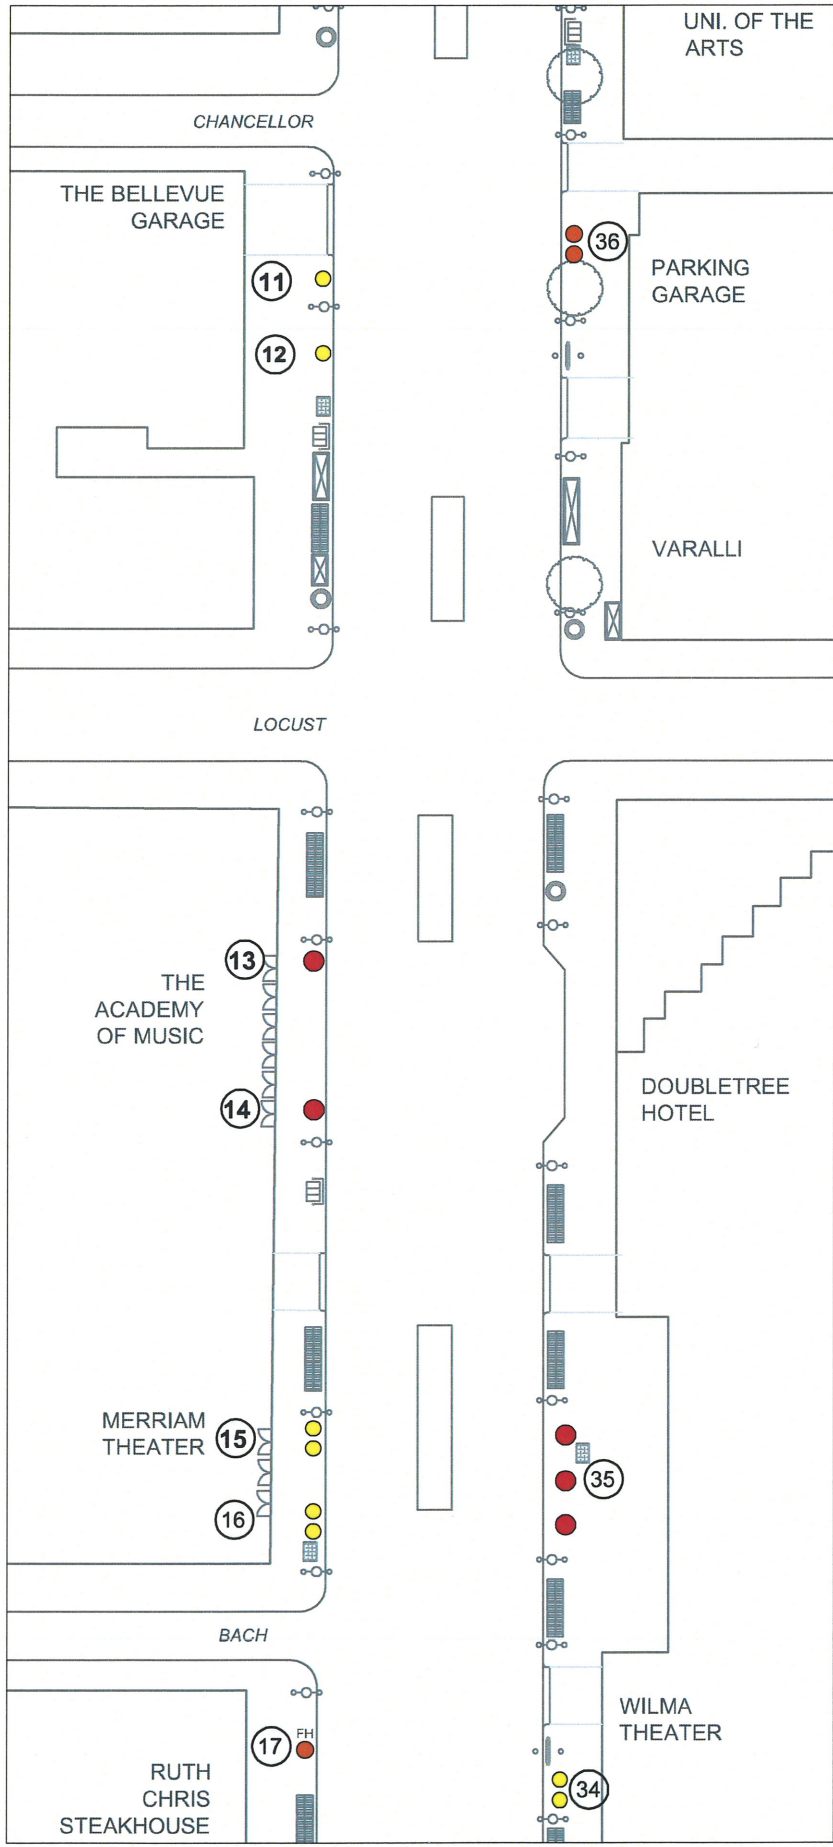 UNI. OF THE
ARTS
CHANCELLOR
THE BELLEVUE
GARAGE
36
11
PARKING
GARAGE
12
VARALLI
LOCUST
13
THE
ACADEMY
OF MUSIC
14
DOUBLETREE
HOTEL
MERRIAM
THEATER
15
35
16
BACH
WILMA
THEATER
FH
17
RUTH
CHRIS
STEAKHOUSE
34